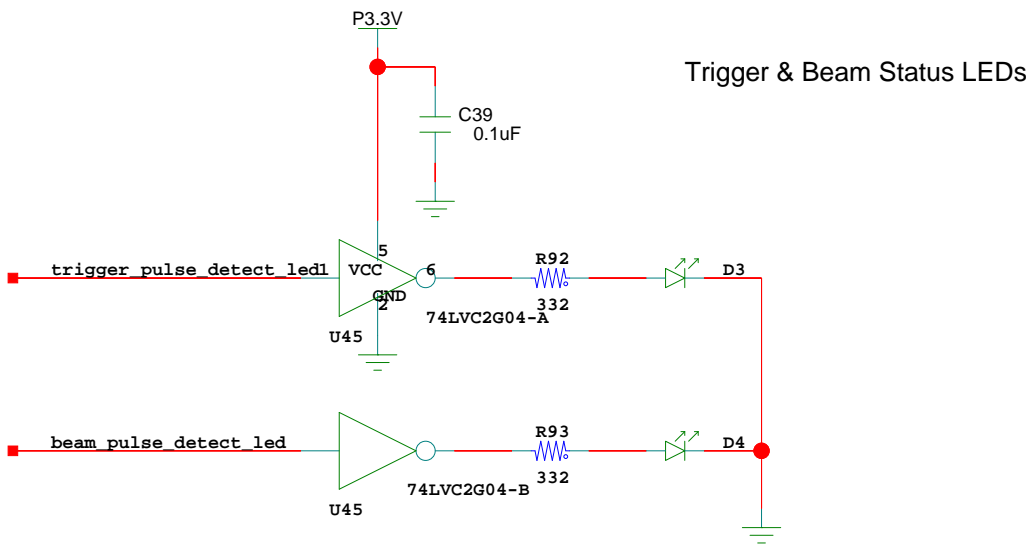 P3.3V
Trigger & Beam Status LEDs
C39
0.1uF
5
trigger_pulse_detect_led1
VCC
6
R92
D3
GND
2
332
74LVC2G04-A
U45
beam_pulse_detect_led
R93
D4
332
74LVC2G04-B
U45